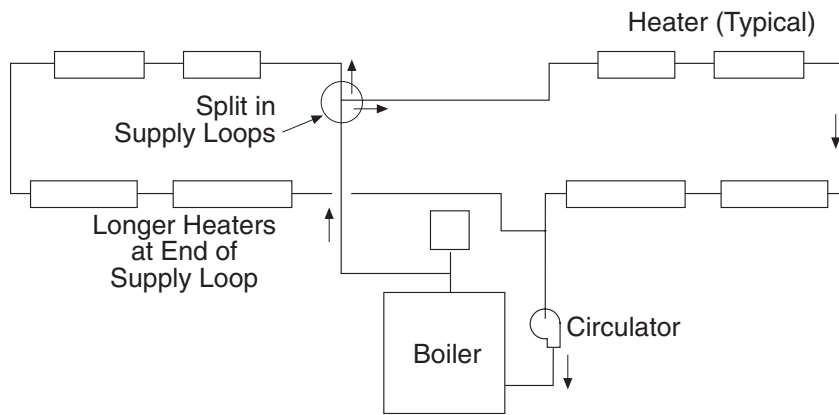 Heater (Typical)
Split in
Supply Loops
Longer Heaters
at End of
Supply Loop
Boiler
Circulator